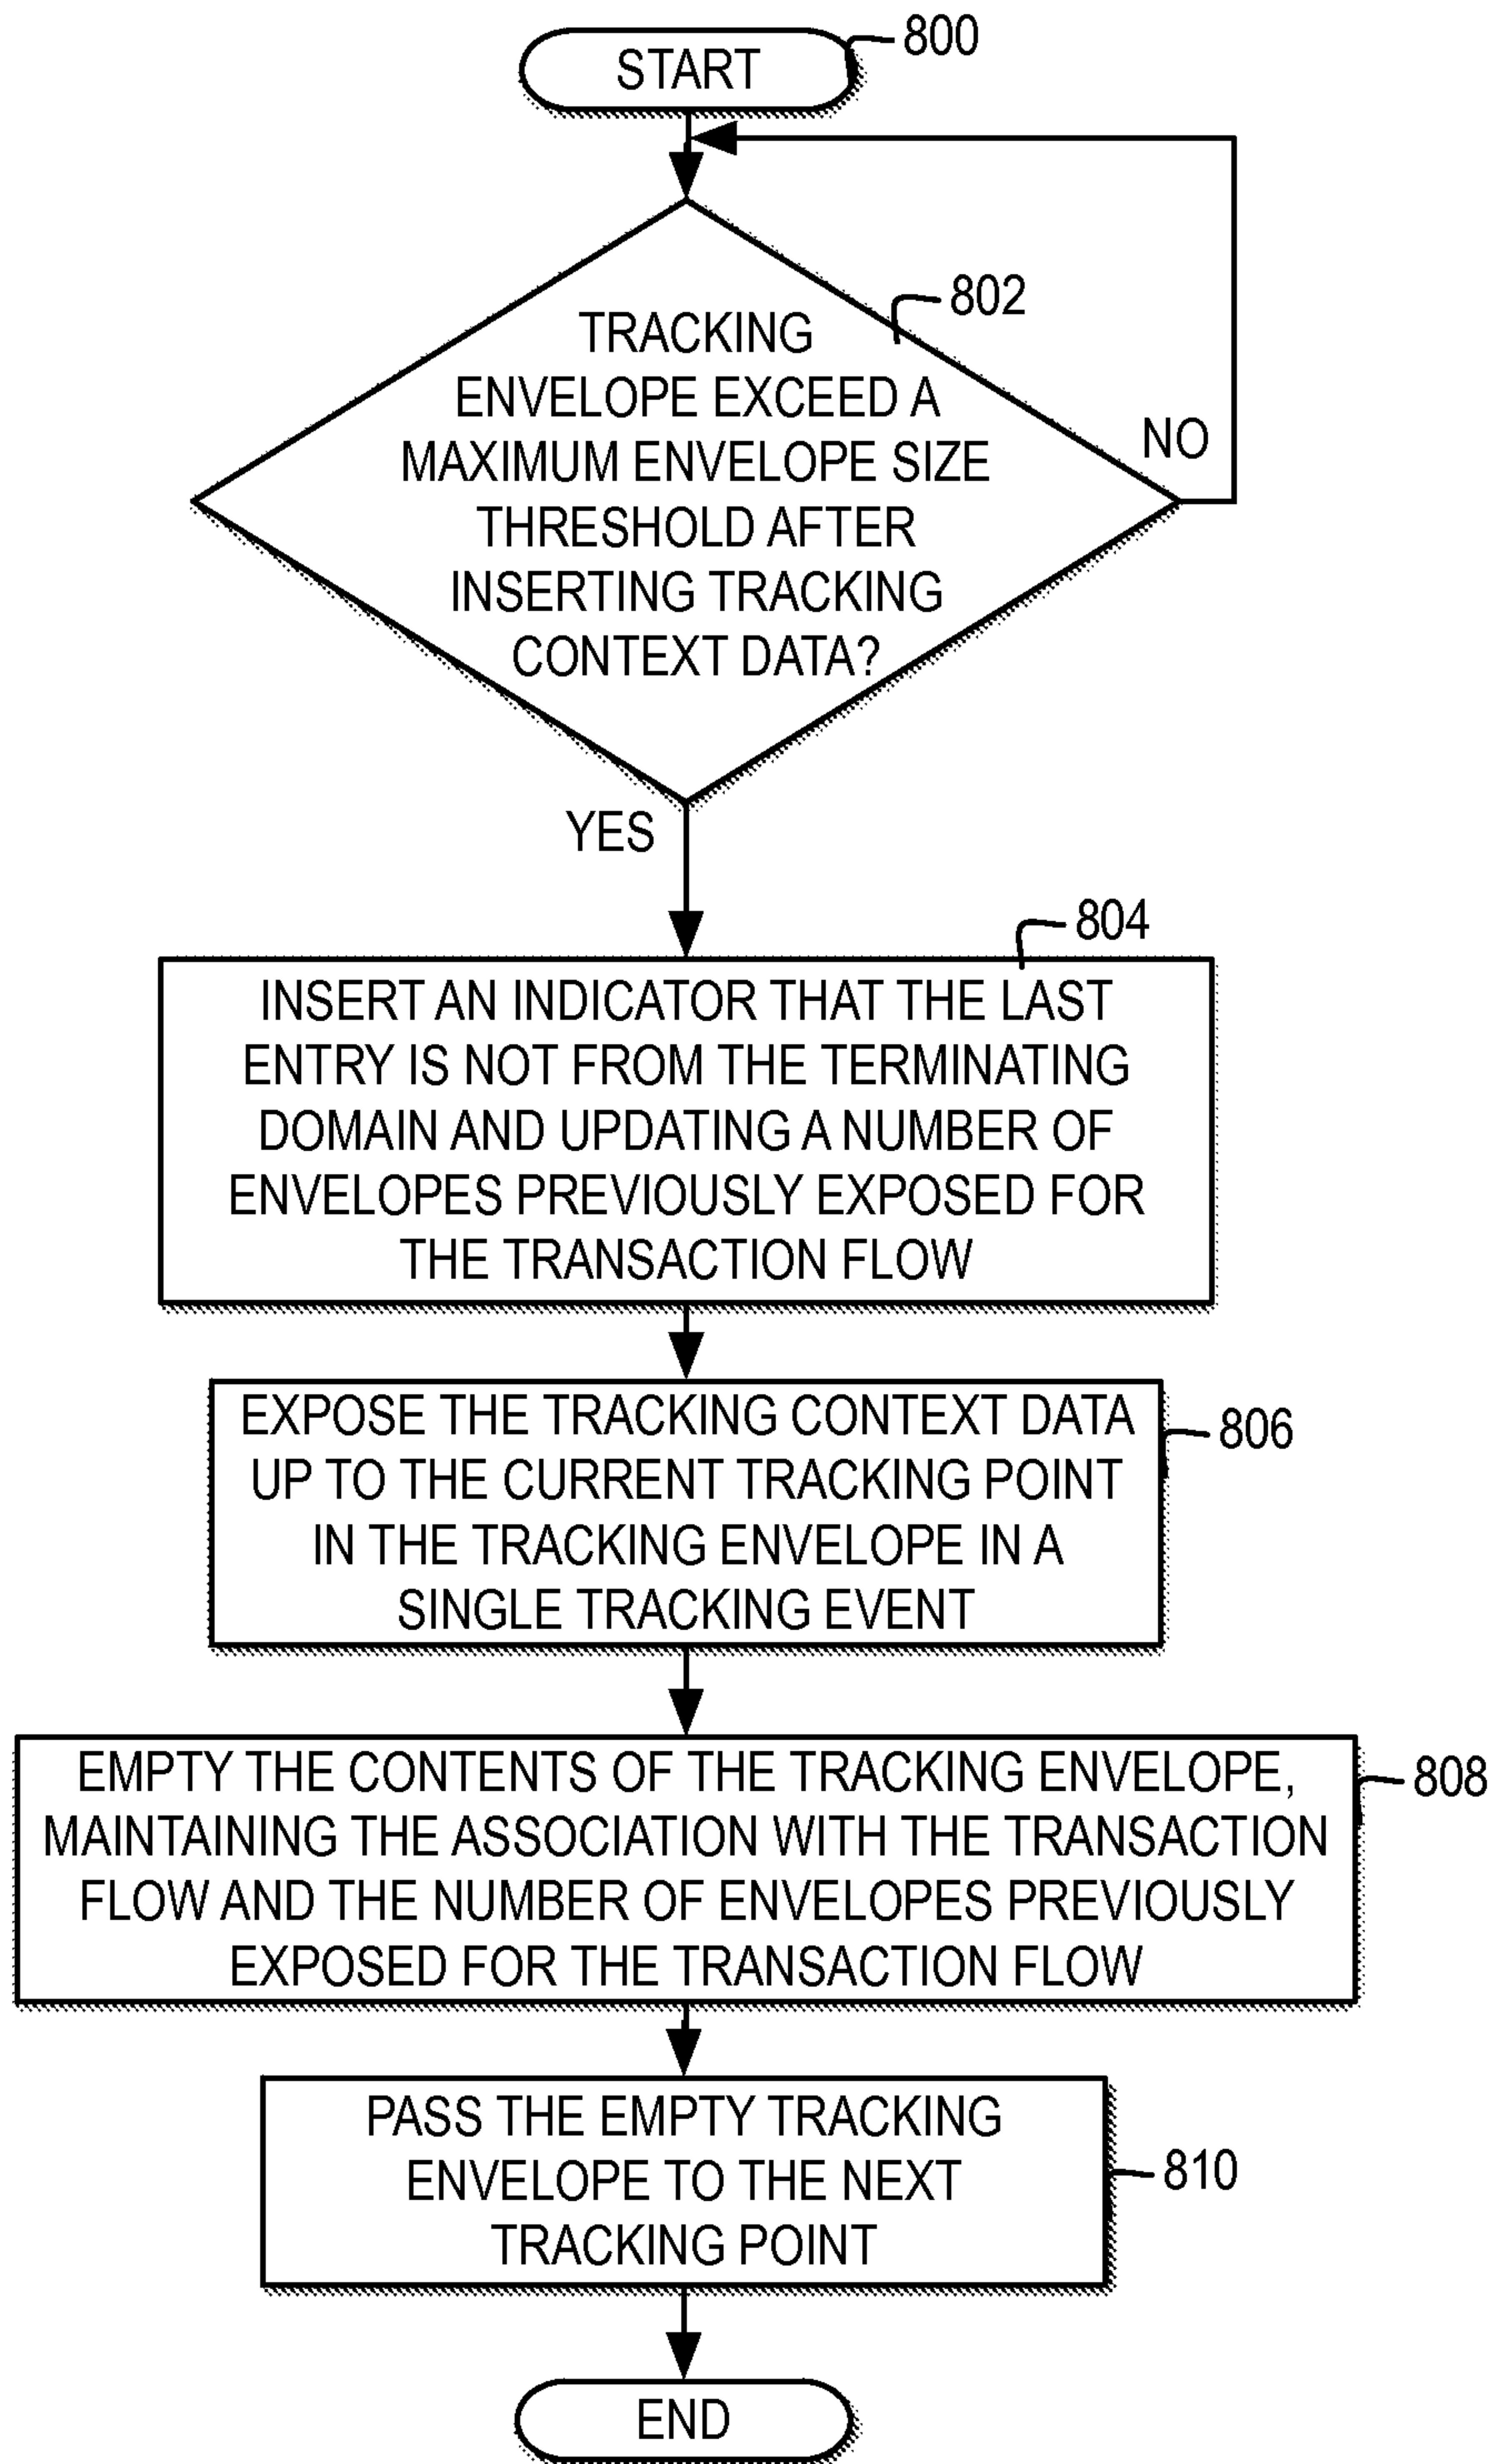 START
800
802
TRACKING
ENVELOPE EXCEED A
MAXIMUM ENVELOPE SIZE
THRESHOLD AFTER
INSERTING TRACKING
CONTEXT DATA?
NO
YES
804
INSERT AN INDICATOR THAT THE LAST
ENTRY IS NOT FROM THE TERMINATING
DOMAIN AND UPDATING A NUMBER OF
ENVELOPES PREVIOUSLY EXPOSED FOR
THE TRANSACTION FLOW
EXPOSE THE TRACKING CONTEXT DATA
UP TO THE CURRENT TRACKING POINT
IN THE TRACKING ENVELOPE IN A
SINGLE TRACKING EVENT
806
EMPTY THE CONTENTS OF THE TRACKING ENVELOPE,
MAINTAINING THE ASSOCIATION WITH THE TRANSACTION
FLOW AND THE NUMBER OF ENVELOPES PREVIOUSLY
EXPOSED FOR THE TRANSACTION FLOW
808
PASS THE EMPTY TRACKING
ENVELOPE TO THE NEXT
TRACKING POINT
810
END